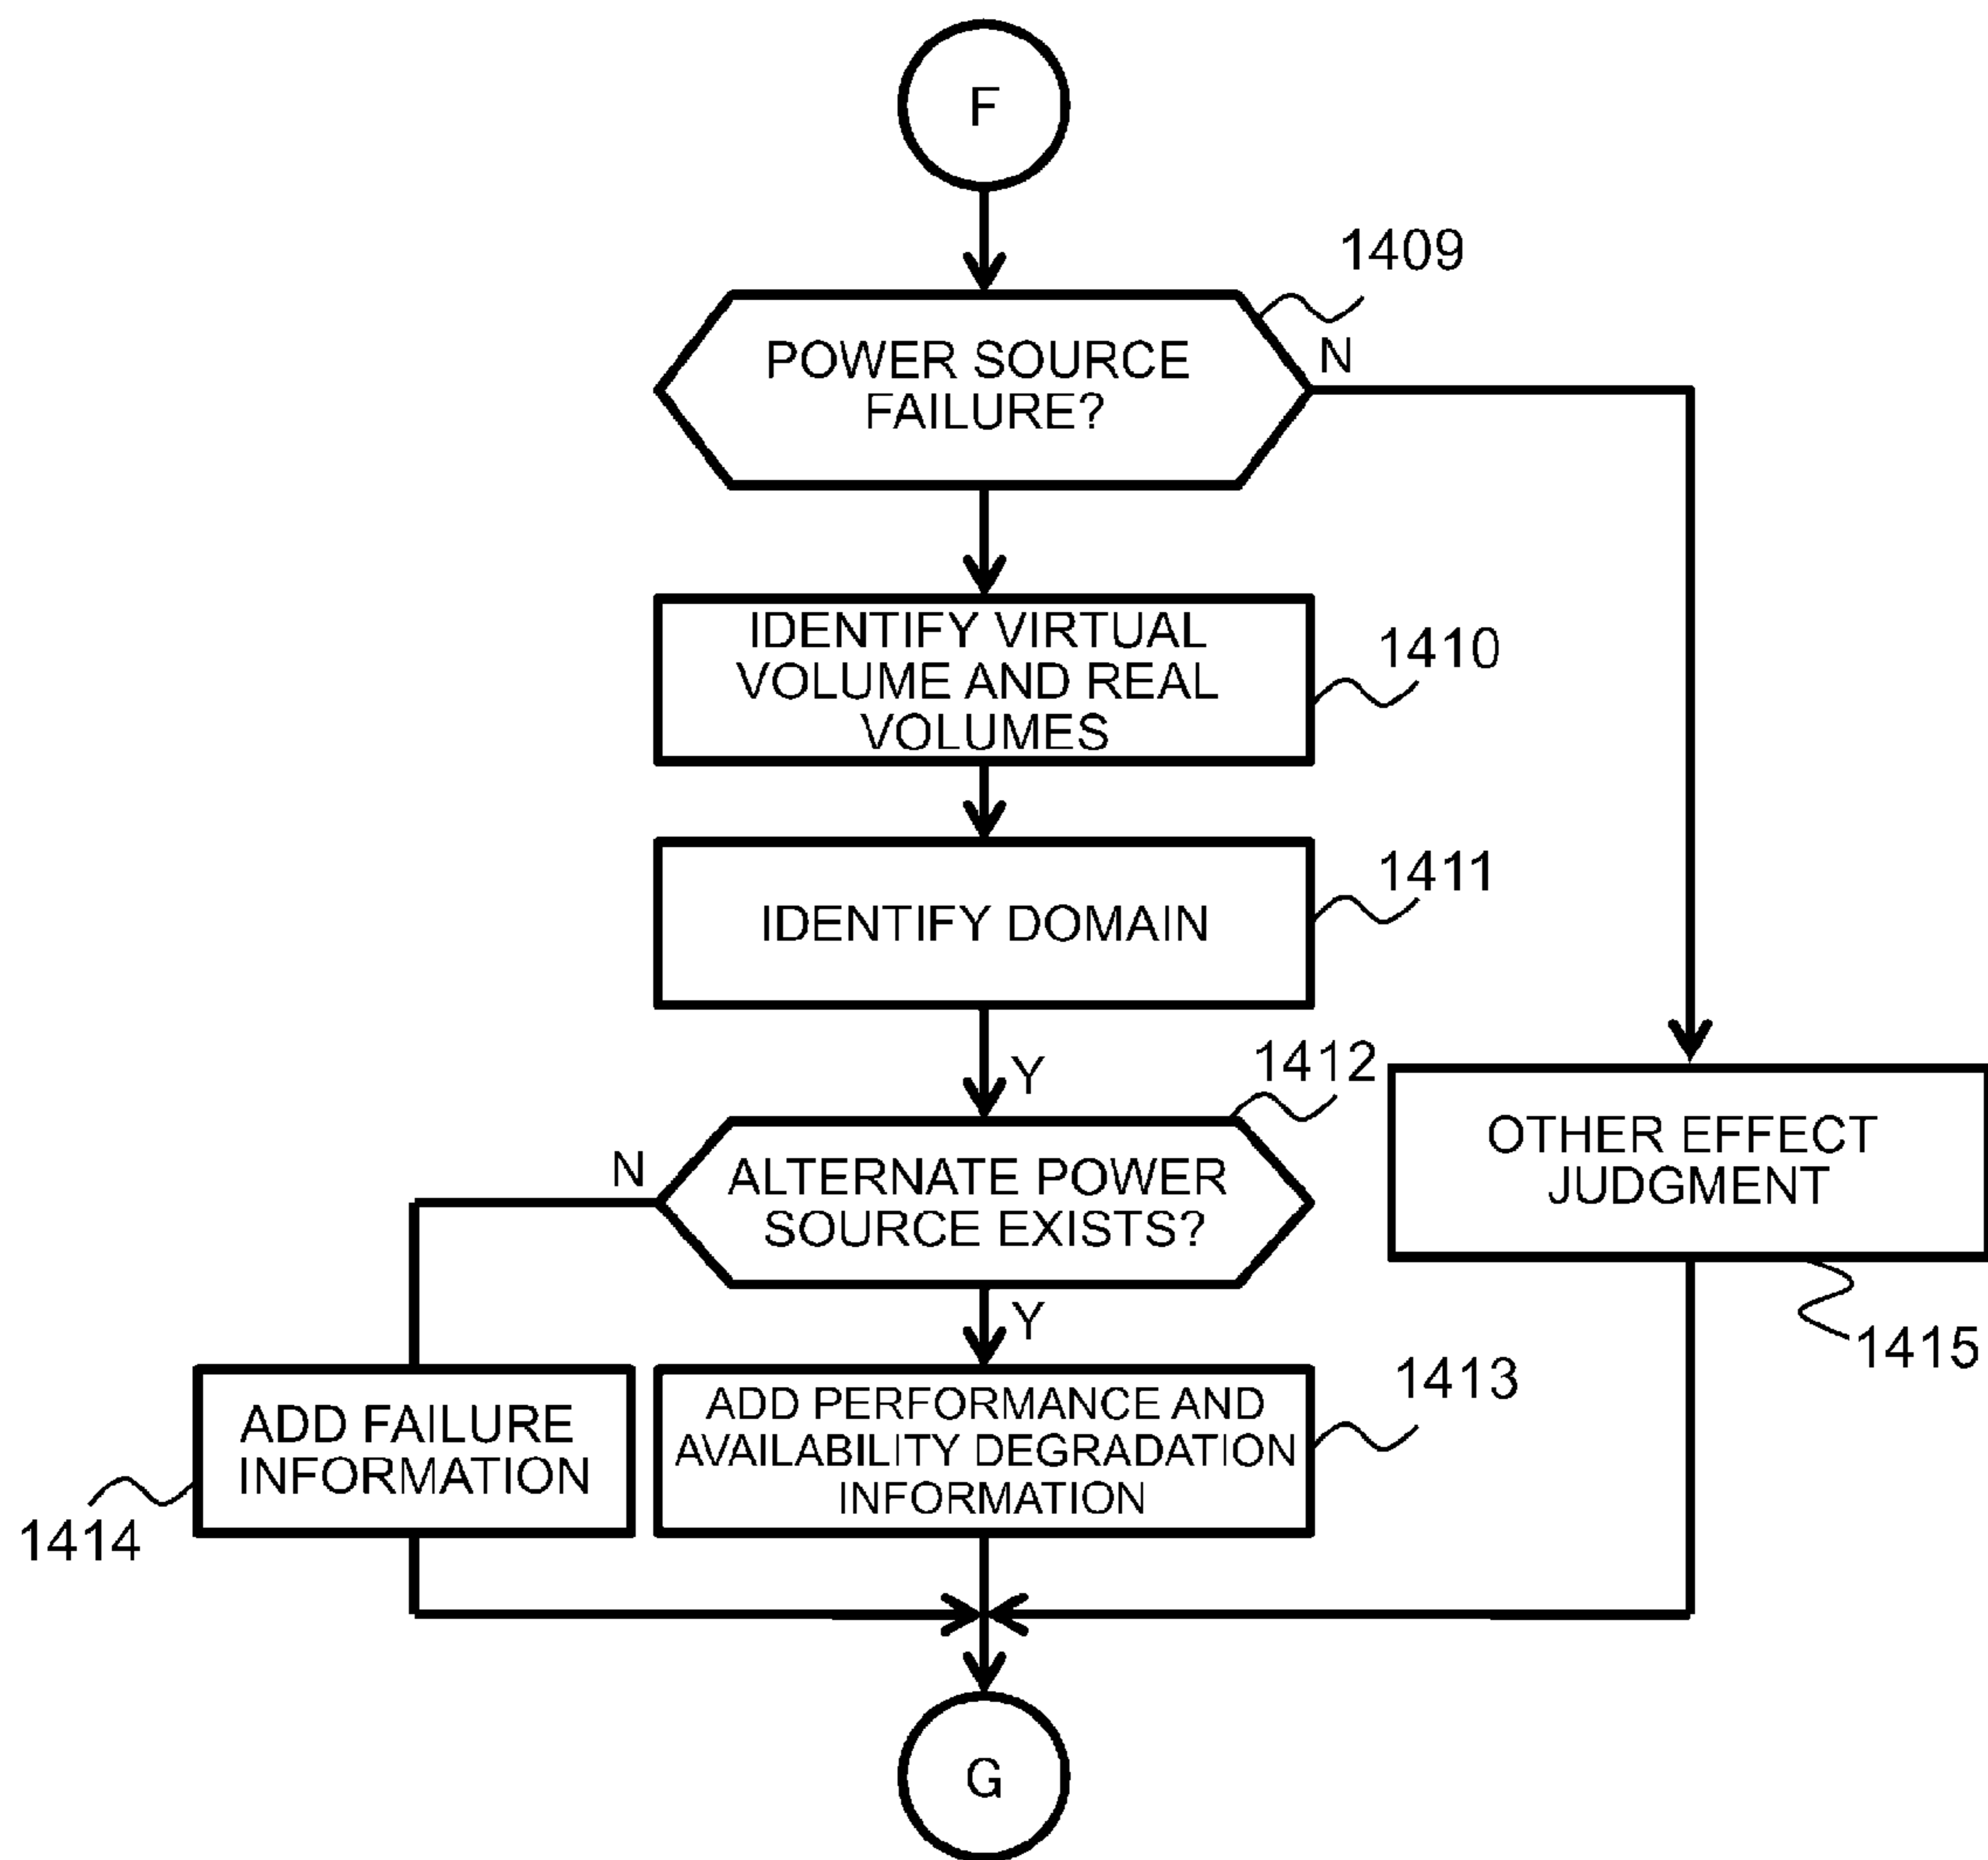 F
1409
POWER SOURCE
FAILURE?
N
IDENTIFY VIRTUAL
VOLUME AND REAL
VOLUMES
1410
IDENTIFY DOMAIN
1411
Y
1412
N
ALTERNATE POWER
SOURCE EXISTS?
OTHER EFFECT
JUDGMENT
1415
Y
ADD FAILURE
INFORMATION
1414
ADD PERFORMANCE AND
AVAILABILITY DEGRADATION
INFORMATION
1413
G